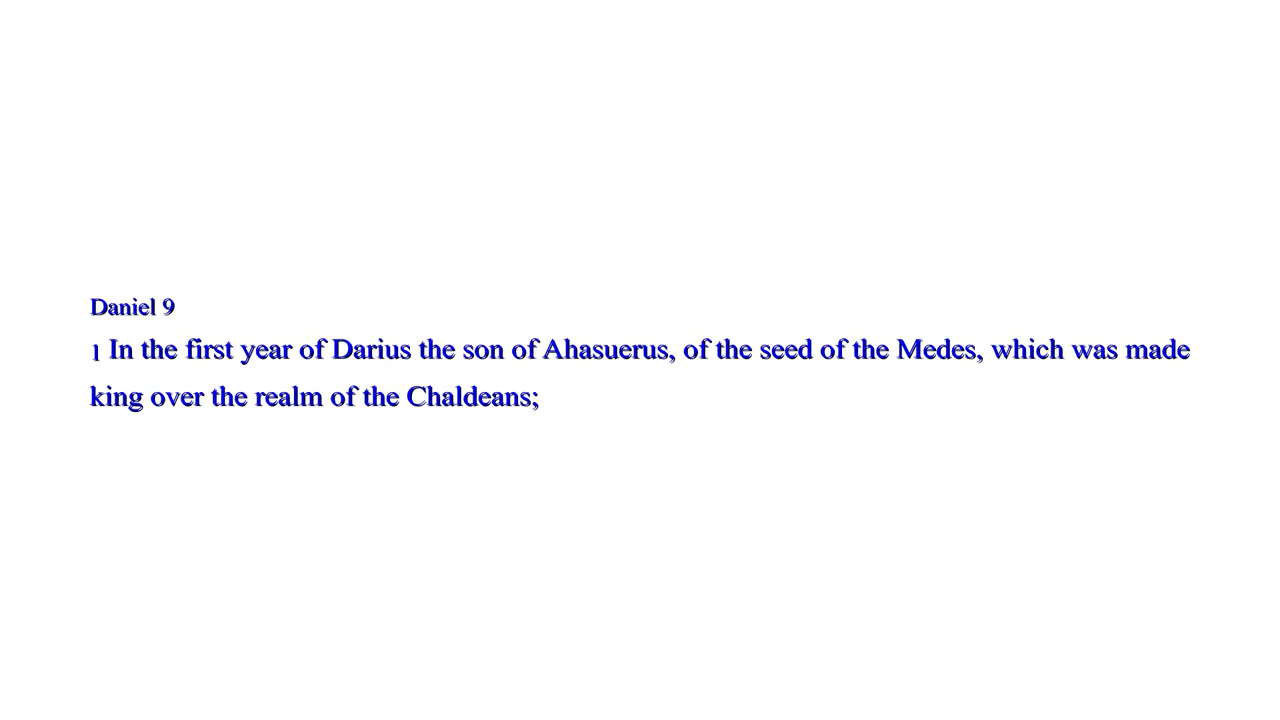 Daniel 9
1 In the first year of Darius the son of Ahasuerus, of the seed of the Medes, which was made
king over the realm of the Chaldeans;